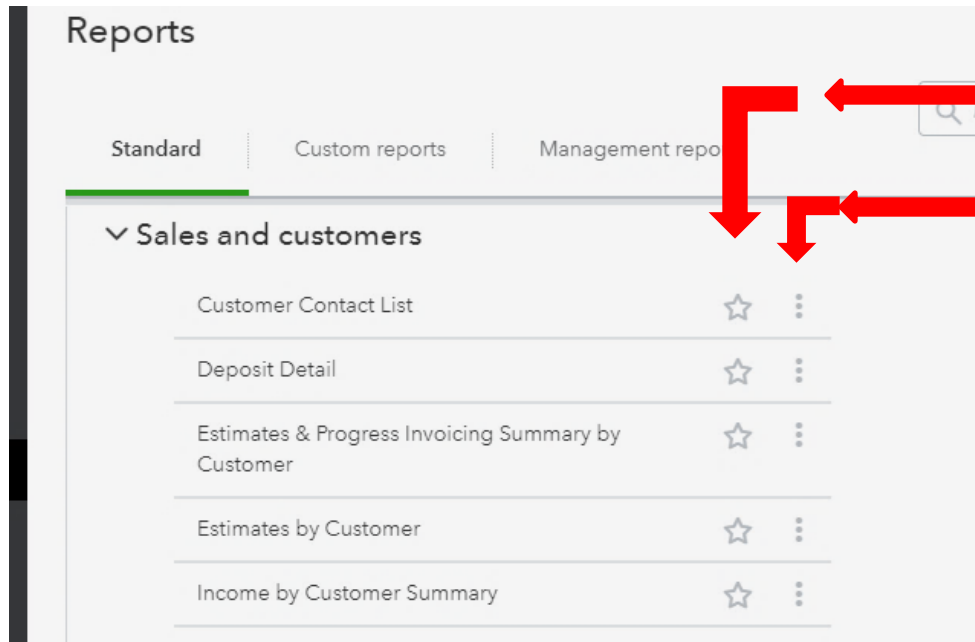 Reports
Standard
Custom reports
Management repo
Sales and customers
Customer Contact List
Deposit Detail
Estimates & Progress Invoicing Summary by
Customer
Estimates by Customer
Income by Customer Summary